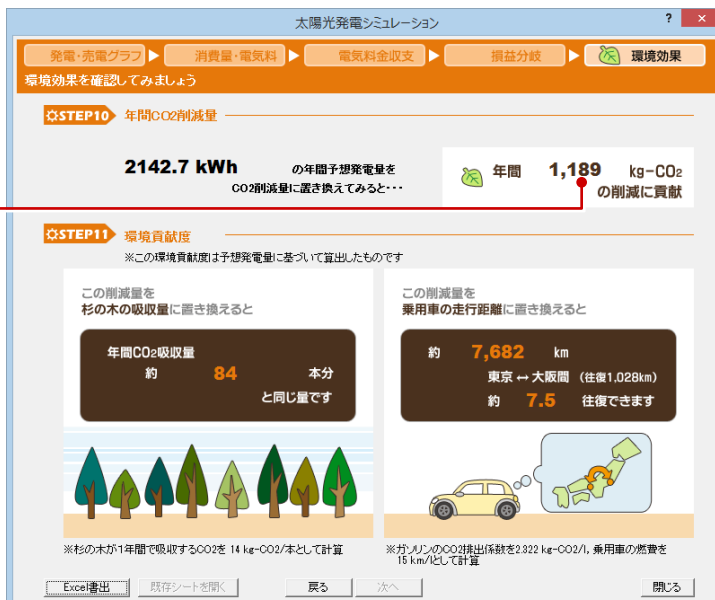 太陽光発電シミュレーション
? ×
発電・売電グラフ ▶ 消費量・電気料 ▶ 電気料金収支 ▶ 損益分岐 ▶ 環境効果
環境効果を確認してみましょう
STEP10 年間CO2削減量
2142.7 kWh の年間予想発電量を
CO2削減量に置き換えてみると・・・
年間 1,189 kg-CO2
の削減に貢献
STEP11 環境貢献度
※この環境貢献度は予想発電量に基づいて算出したものです
この削減量を
杉の木の吸収量に置き換えると
年間CO2吸収量
約 84 本分
と同じ量です
※杉の木が1年間で吸収するCO2を 14 kg-CO2/本として計算
この削減量を
乗用車の走行距離に置き換えると
約 7,682 km
東京 ↔ 大阪間 (往復1,028km)
約 7.5 往復できます
※ガソリンのCO2排出係数を2.322 kg-CO2/l, 乗用車の燃費を
15 km/lとして計算
Excel書出 既存シートを開く 戻る 次へ 閉じる